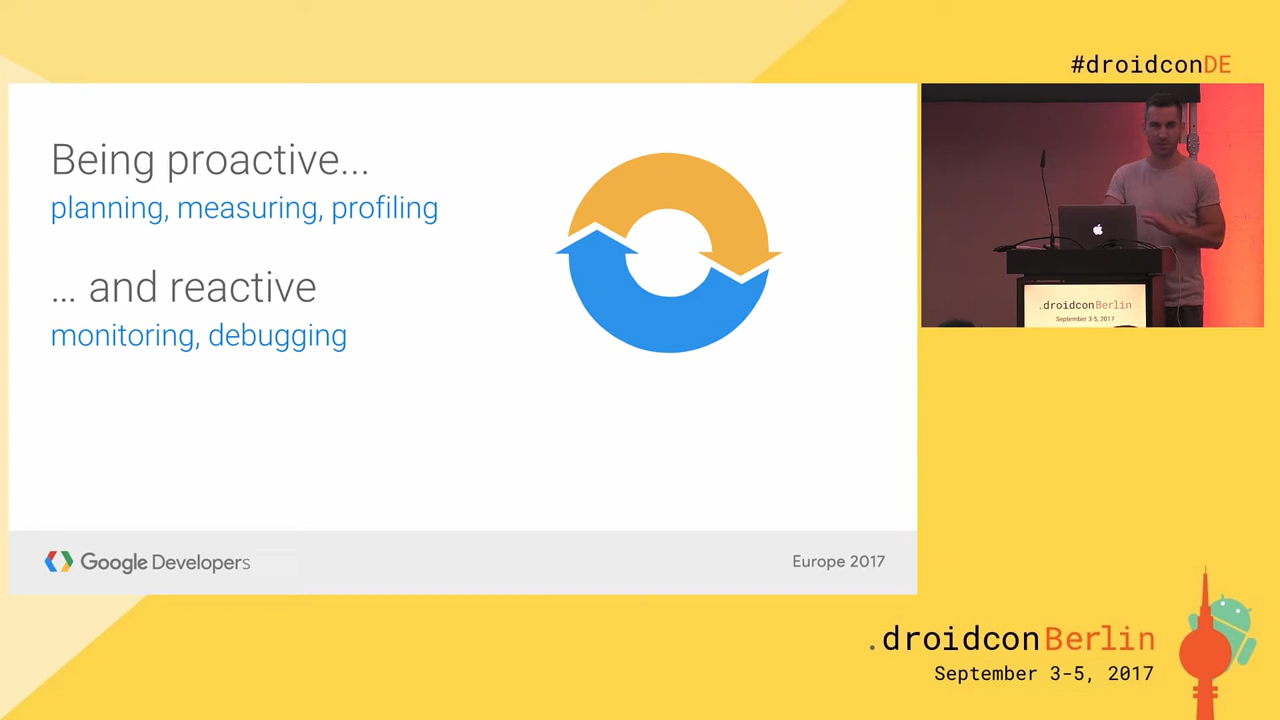 #droidconDE
Being proactive...
planning, measuring, profiling
... and reactive
monitoring, debugging
.droidconBerlin
September 3-5, 2017
Google Developers
Europe 2017
.droidconBerlin
September 3-5, 2017